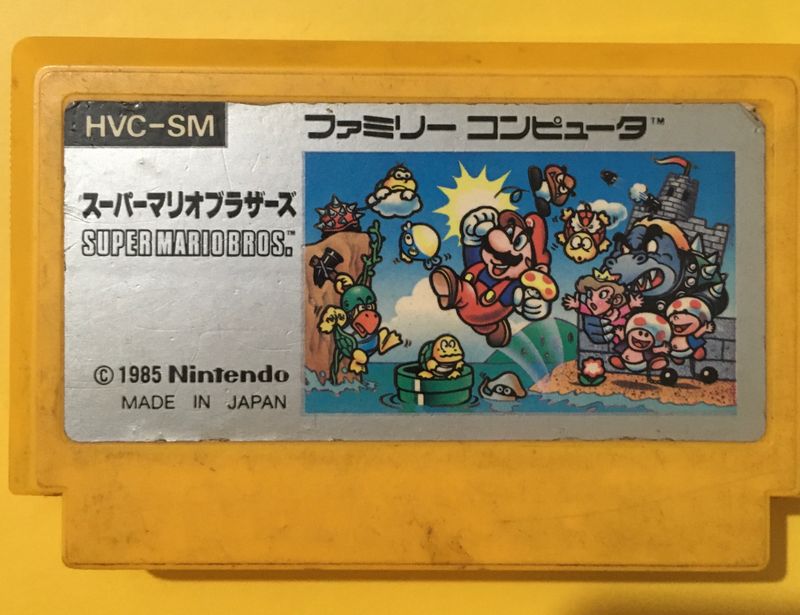 HVC-SM
ファミリー コンピュータ™
スーパーマリオブラザーズ
SUPER MARIO BROS.™
© 1985 Nintendo
MADE IN JAPAN